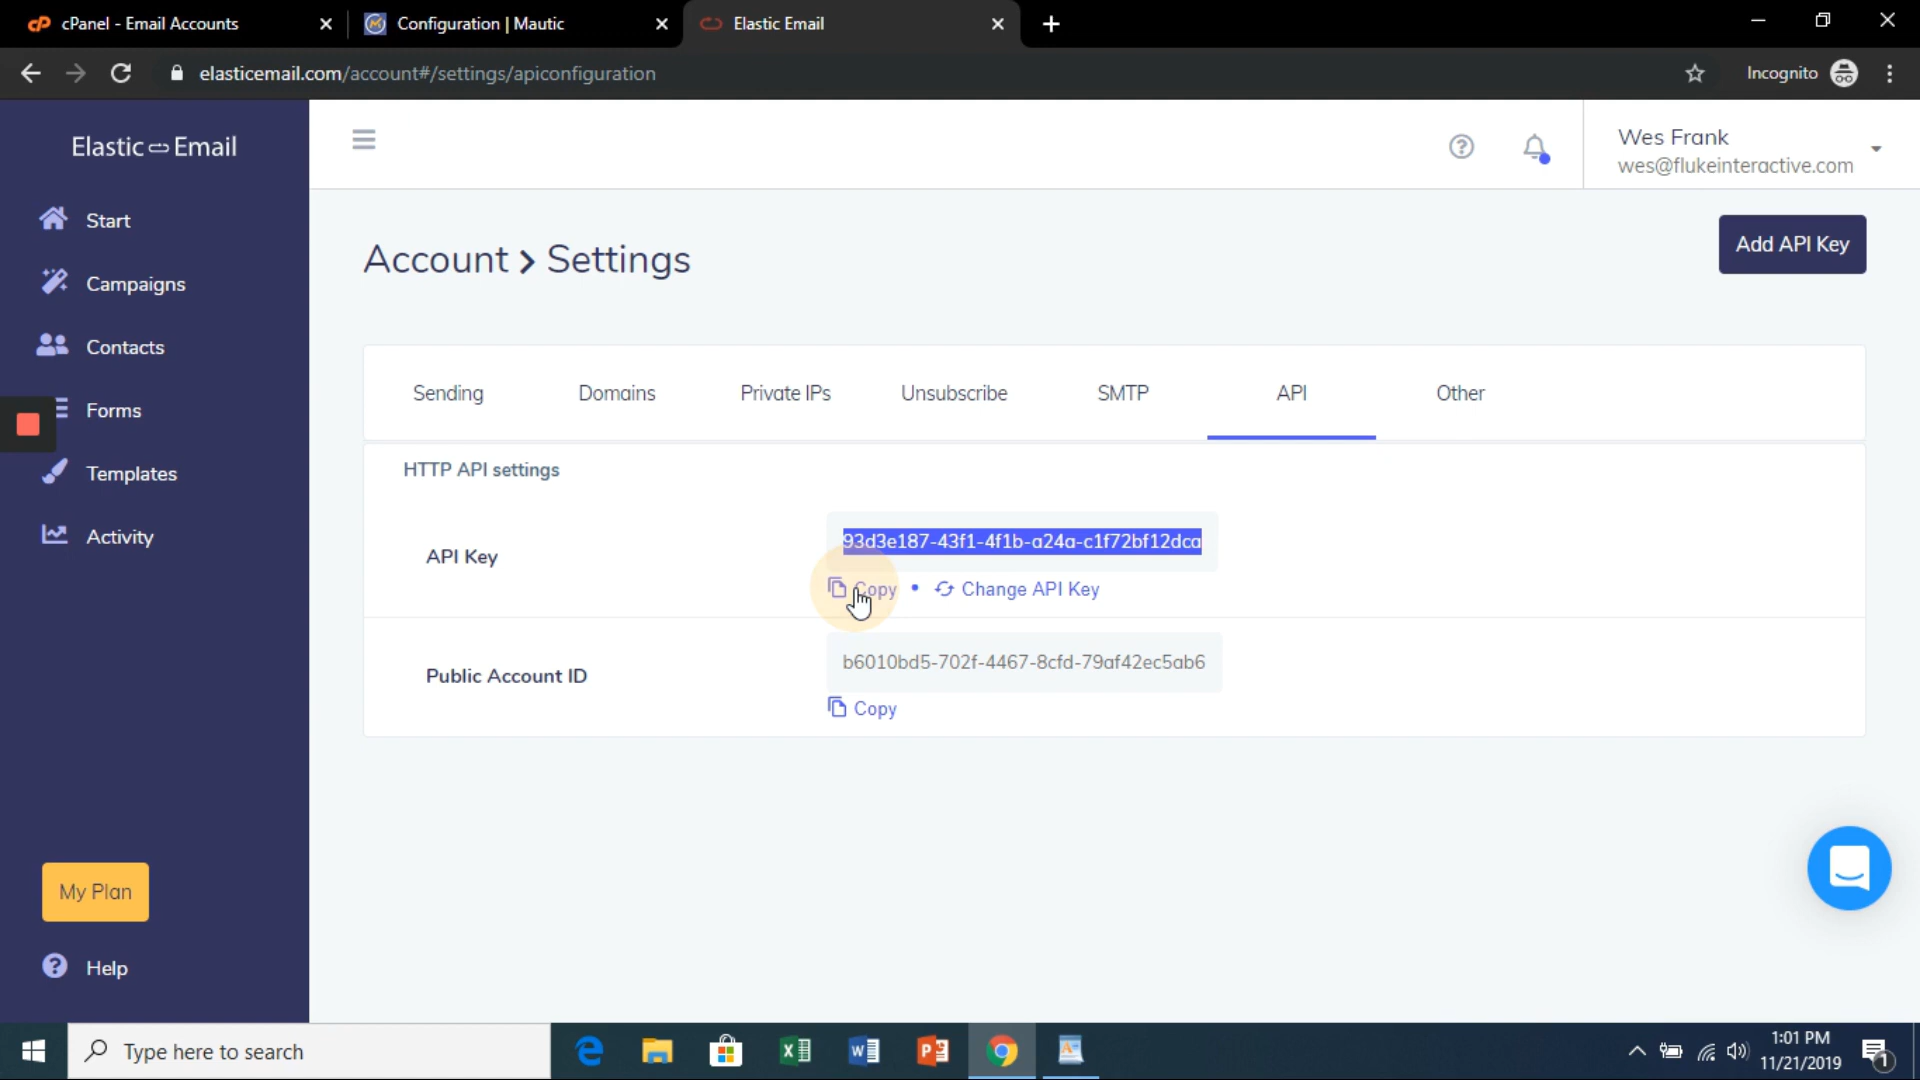 cPanel - Email Accounts
Configuration | Mautic
Elastic Email
elasticemail.com/account#/settings/apiconfiguration
Incognito
Elastic Email
Wes Frank
wes@flukeinteractive.com
Start
Campaigns
Contacts
Forms
Templates
Activity
My Plan
Help
Account > Settings
Add API Key
Sending
Domains
Private IPs
Unsubscribe
SMTP
API
Other
HTTP API settings
API Key
93d3e187-43f1-4f1b-a24a-c1f72bf12dca
Copy • Change API Key
Public Account ID
b6010bd5-702f-4467-8cfd-79af42ec5ab6
Copy
Type here to search
1:01 PM
11/21/2019
1